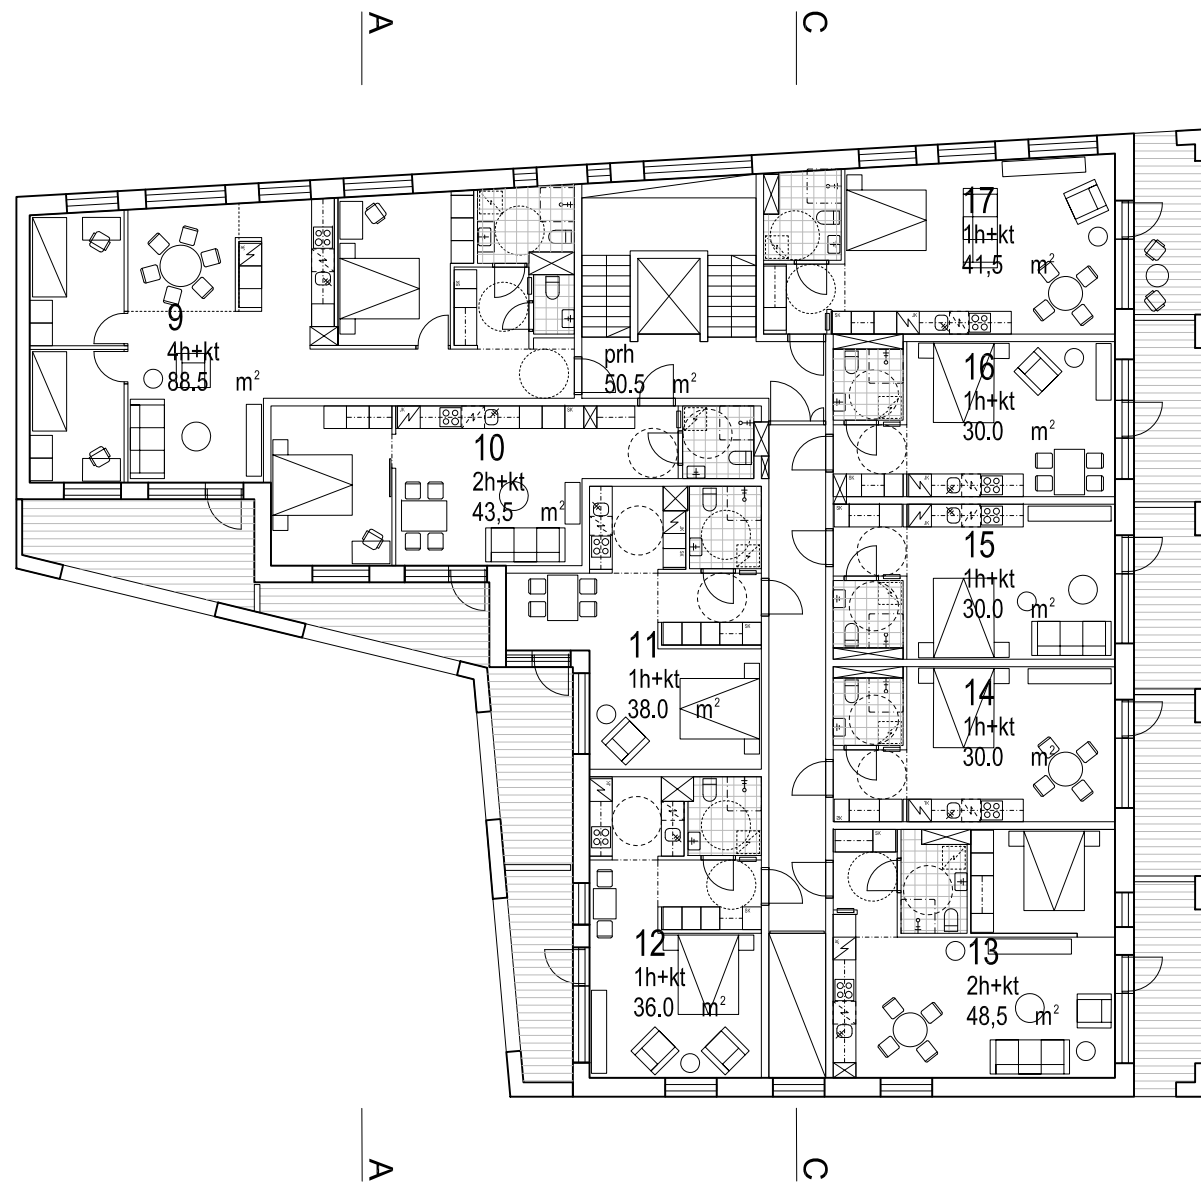 A
C
17
1h+kt
41,5 m²
9
4h+kt
88.5 m²
prh
50.5 m²
16
1h+kt
30.0 m²
10
2h+kt
43,5 m²
15
1h+kt
30.0 m²
11
1h+kt
38.0 m²
14
1h+kt
30.0 m²
12
1h+kt
36.0 m²
13
2h+kt
48,5 m²
A
C